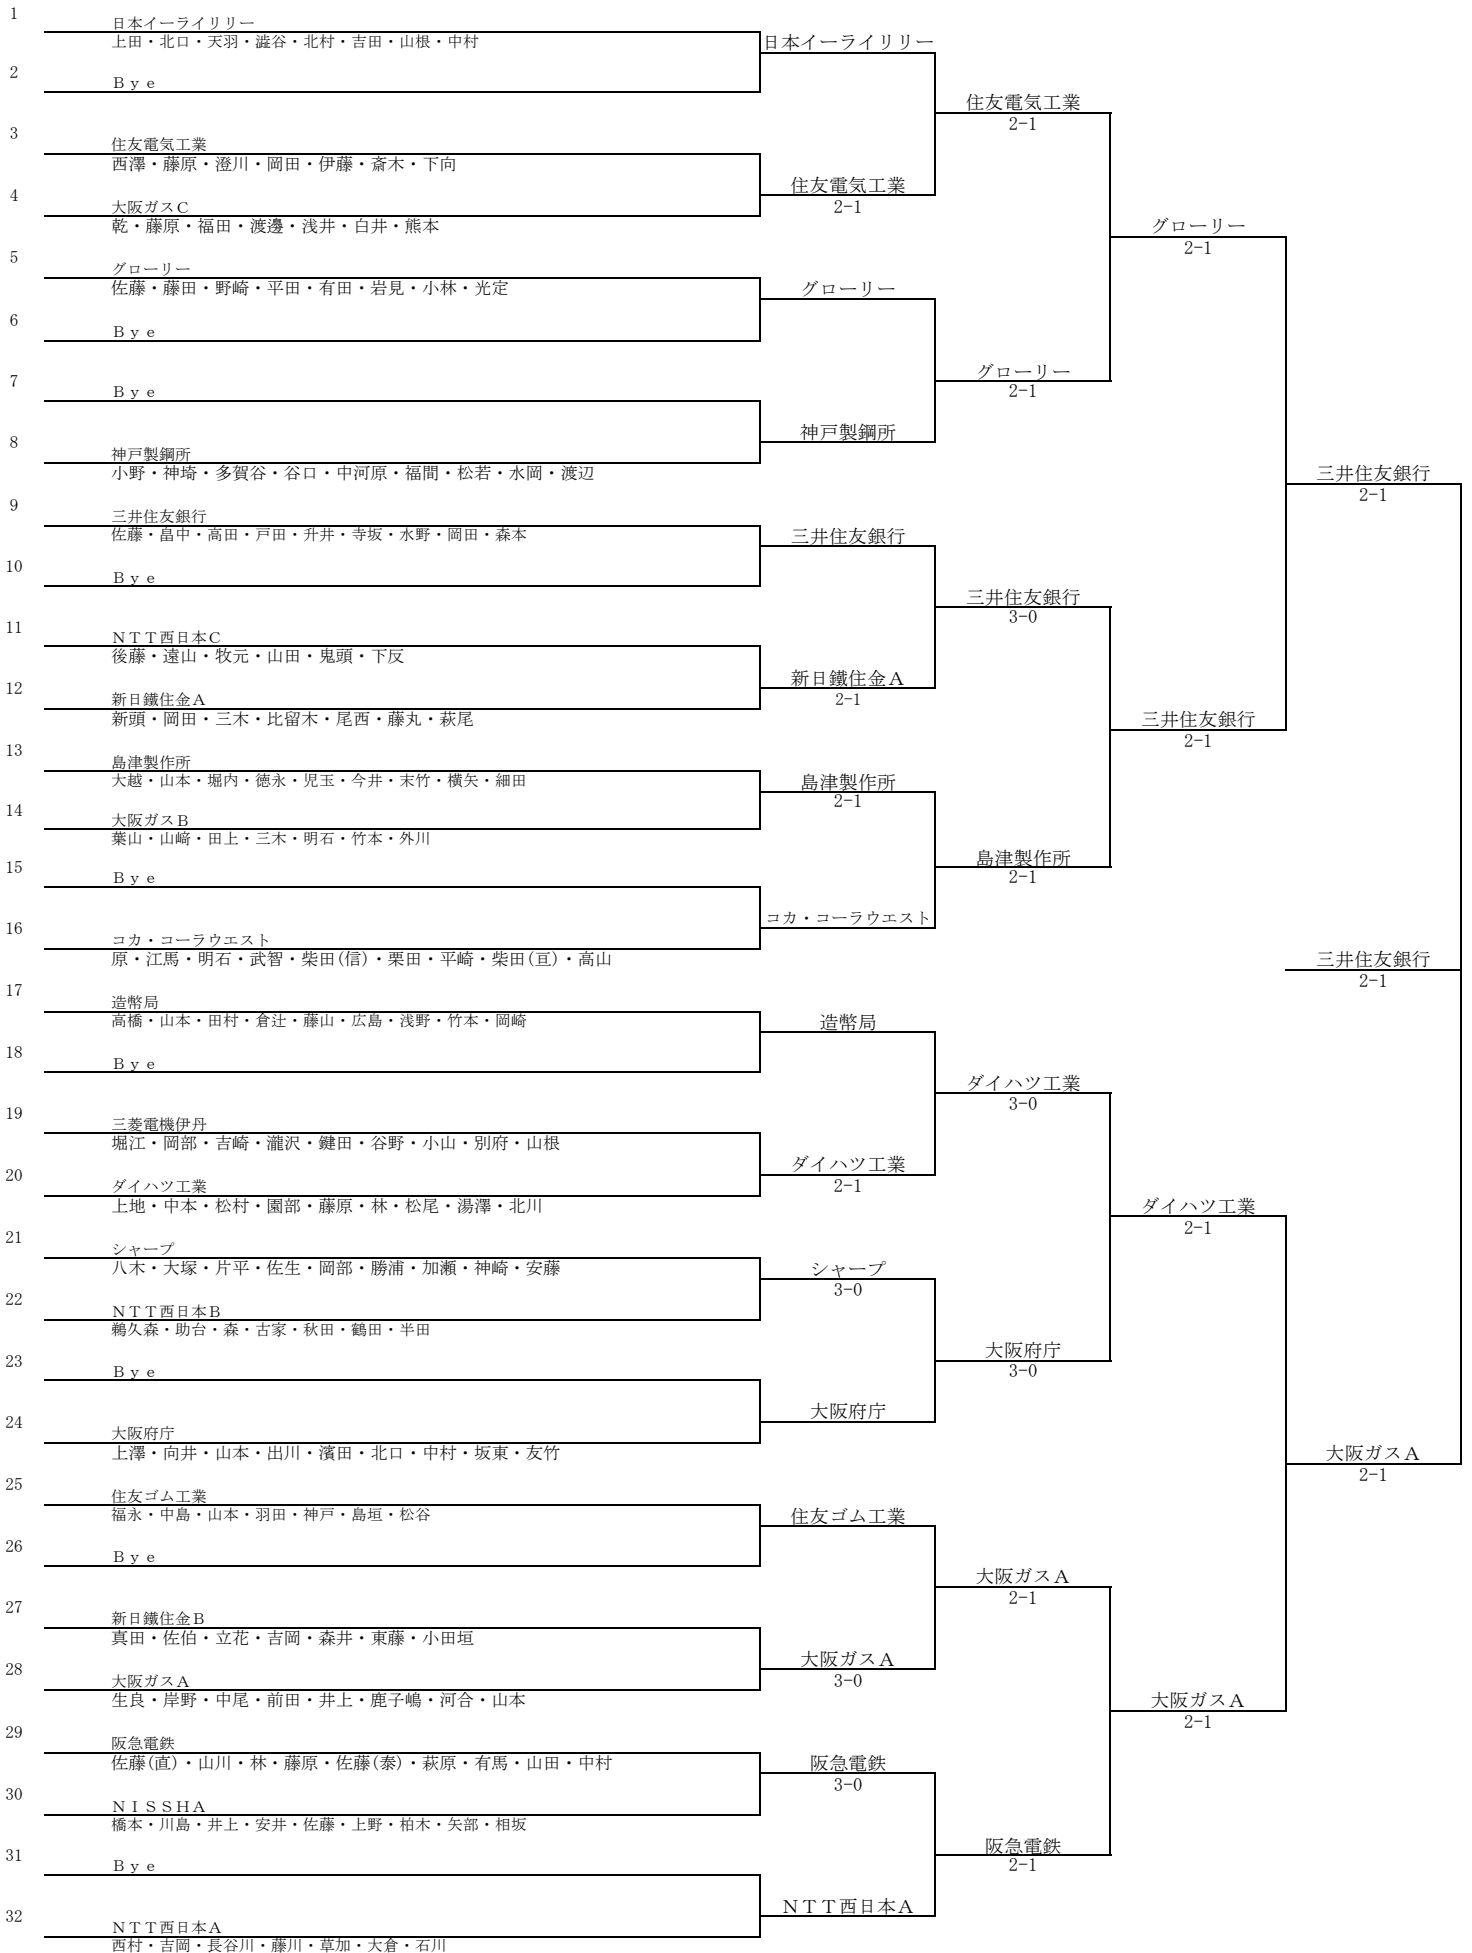 1
日本イーライリリー
上田・北口・天羽・澁谷・北村・吉田・山根・中村
2
Ｂｙｅ
3
住友電気工業
西澤・藤原・澄川・岡田・伊藤・斎木・下向
4
大阪ガスＣ
乾・藤原・福田・渡邊・浅井・白井・熊本
5
グローリー
佐藤・藤田・野崎・平田・有田・岩見・小林・光定
6
Ｂｙｅ
7
Ｂｙｅ
8
神戸製鋼所
小野・神埼・多賀谷・谷口・中河原・福間・松若・水岡・渡辺
9
三井住友銀行
佐藤・畠中・高田・戸田・升井・寺坂・水野・岡田・森本
10
Ｂｙｅ
11
ＮＴＴ西日本Ｃ
後藤・遠山・牧元・山田・鬼頭・下反
12
新日鐵住金Ａ
新頭・岡田・三木・比留木・尾西・藤丸・萩尾
13
島津製作所
大越・山本・堀内・徳永・児玉・今井・末竹・横矢・細田
14
大阪ガスＢ
葉山・山﨑・田上・三木・明石・竹本・外川
15
Ｂｙｅ
16
コカ・コーラウエスト
原・江馬・明石・武智・柴田(信)・栗田・平崎・柴田(亘)・高山
17
造幣局
高橋・山本・田村・倉辻・藤山・広島・浅野・竹本・岡崎
18
Ｂｙｅ
19
三菱電機伊丹
堀江・岡部・吉崎・瀧沢・鍵田・谷野・小山・別府・山根
20
ダイハツ工業
上地・中本・松村・園部・藤原・林・松尾・湯澤・北川
21
シャープ
八木・大塚・片平・佐生・岡部・勝浦・加瀬・神崎・安藤
22
ＮＴＴ西日本Ｂ
鵜久森・助台・森・古家・秋田・鶴田・半田
23
Ｂｙｅ
24
大阪府庁
上澤・向井・山本・出川・濱田・北口・中村・坂東・友竹
25
住友ゴム工業
福永・中島・山本・羽田・神戸・島垣・松谷
26
Ｂｙｅ
27
新日鐵住金Ｂ
真田・佐伯・立花・吉岡・森井・東藤・小田垣
28
大阪ガスＡ
生良・岸野・中尾・前田・井上・鹿子嶋・河合・山本
29
阪急電鉄
佐藤(直)・山川・林・藤原・佐藤(泰)・萩原・有馬・山田・中村
30
ＮＩＳＳＨＡ
橋本・川島・井上・安井・佐藤・上野・柏木・矢部・相坂
31
Ｂｙｅ
32
ＮＴＴ西日本Ａ
西村・吉岡・長谷川・藤川・草加・大倉・石川
日本イーライリリー
住友電気工業
2-1
グローリー
神戸製鋼所
三井住友銀行
新日鐵住金Ａ
2-1
島津製作所
2-1
コカ・コーラウエスト
造幣局
ダイハツ工業
2-1
シャープ
3-0
大阪府庁
住友ゴム工業
大阪ガスＡ
3-0
阪急電鉄
3-0
ＮＴＴ西日本Ａ
住友電気工業
2-1
グローリー
2-1
三井住友銀行
3-0
島津製作所
2-1
ダイハツ工業
3-0
大阪府庁
3-0
大阪ガスＡ
2-1
阪急電鉄
2-1
グローリー
2-1
三井住友銀行
2-1
ダイハツ工業
2-1
大阪ガスＡ
2-1
三井住友銀行
2-1
三井住友銀行
2-1
大阪ガスＡ
2-1